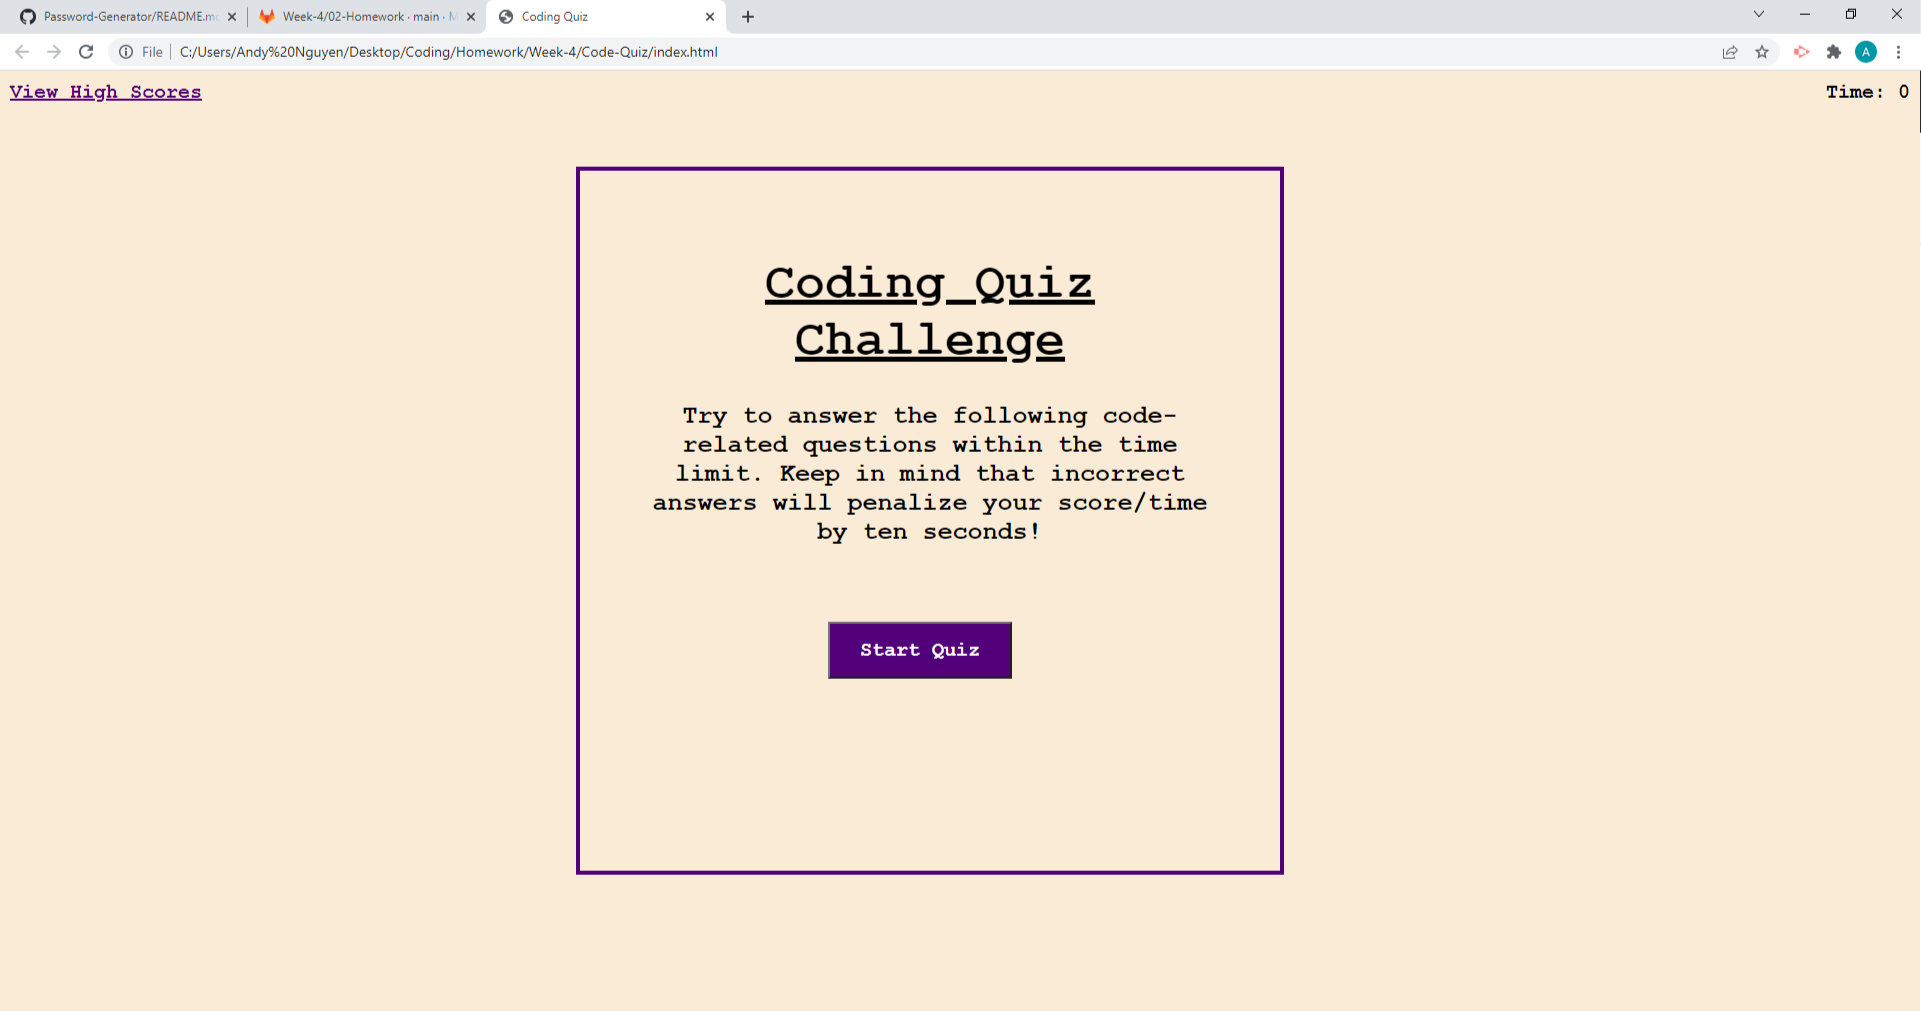 Password-Generator/README.m
Week-4/02-Homework · main ·
Coding Quiz
File
C:/Users/Andy%20Nguyen/Desktop/Coding/Homework/Week-4/Code-Quiz/index.html
A
View High Scores
Time: 0
Coding Quiz
Challenge
Try to answer the following code-
related questions within the time
limit. Keep in mind that incorrect
answers will penalize your score/time
by ten seconds!
Start Quiz